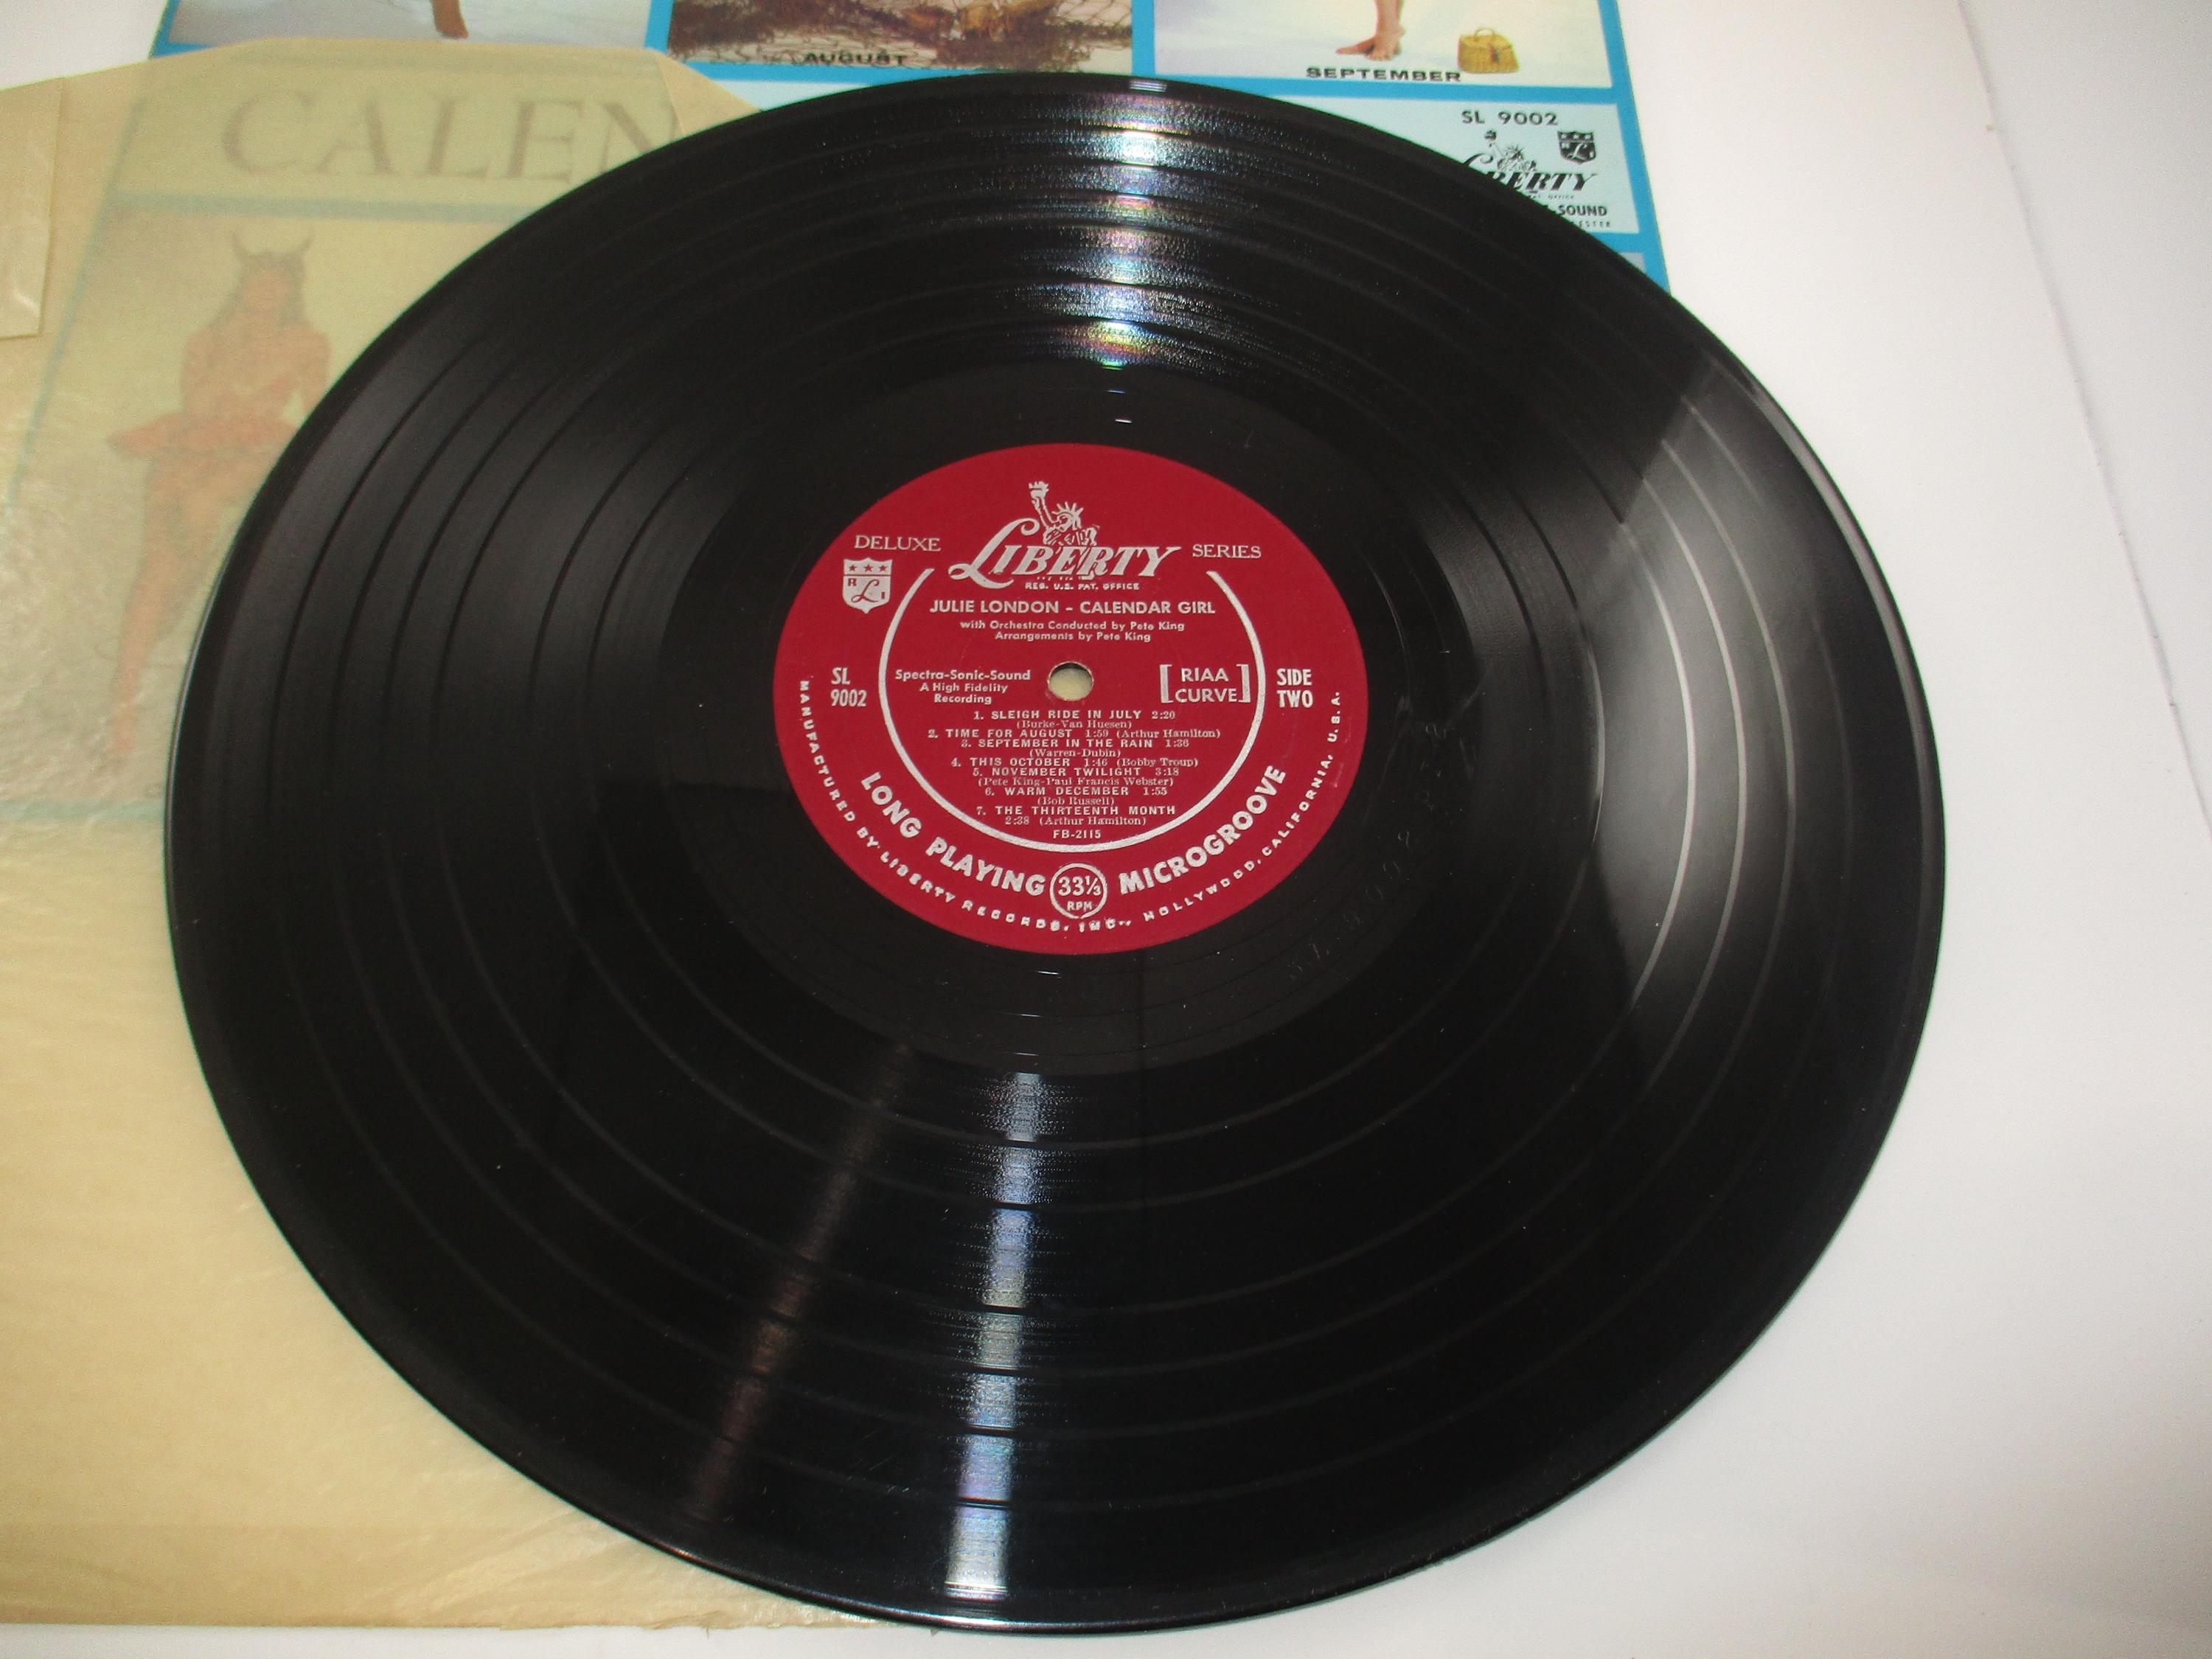 AUGUST
SEPTEMBER
CALEN
SL 9002
SOUND
DELUXE LIBERTY SERIES
REG. U.S. PAT. OFFICE
JULIE LONDON - CALENDAR GIRL
with Orchestra Conducted by Pete King
Arrangements by Pete King
SL
9002
Spectra-Sonic-Sound
A High Fidelity
Recording
[RIAA
CURVE]
SIDE
TWO
1. SLEIGH RIDE IN JULY 2:20
(Burke-Van Huesen)
2. TIME FOR AUGUST 1:59 (Arthur Hamilton)
3. SEPTEMBER IN THE RAIN 1:36
(Warren-Dubin)
4. THIS OCTOBER 1:46 (Bobby Troup)
5. NOVEMBER TWILIGHT 3:18
(Pete King-Paul Francis Webster)
6. WARM DECEMBER 1:55
(Bob Russell)
7. THE THIRTEENTH MONTH
2:38 (Arthur Hamilton)
FB-2115
LONG PLAYING 33⅓ RPM MICROGROOVE
MANUFACTURED BY LIBERTY RECORDS, INC., HOLLYWOOD, CALIFORNIA, U.S.A.